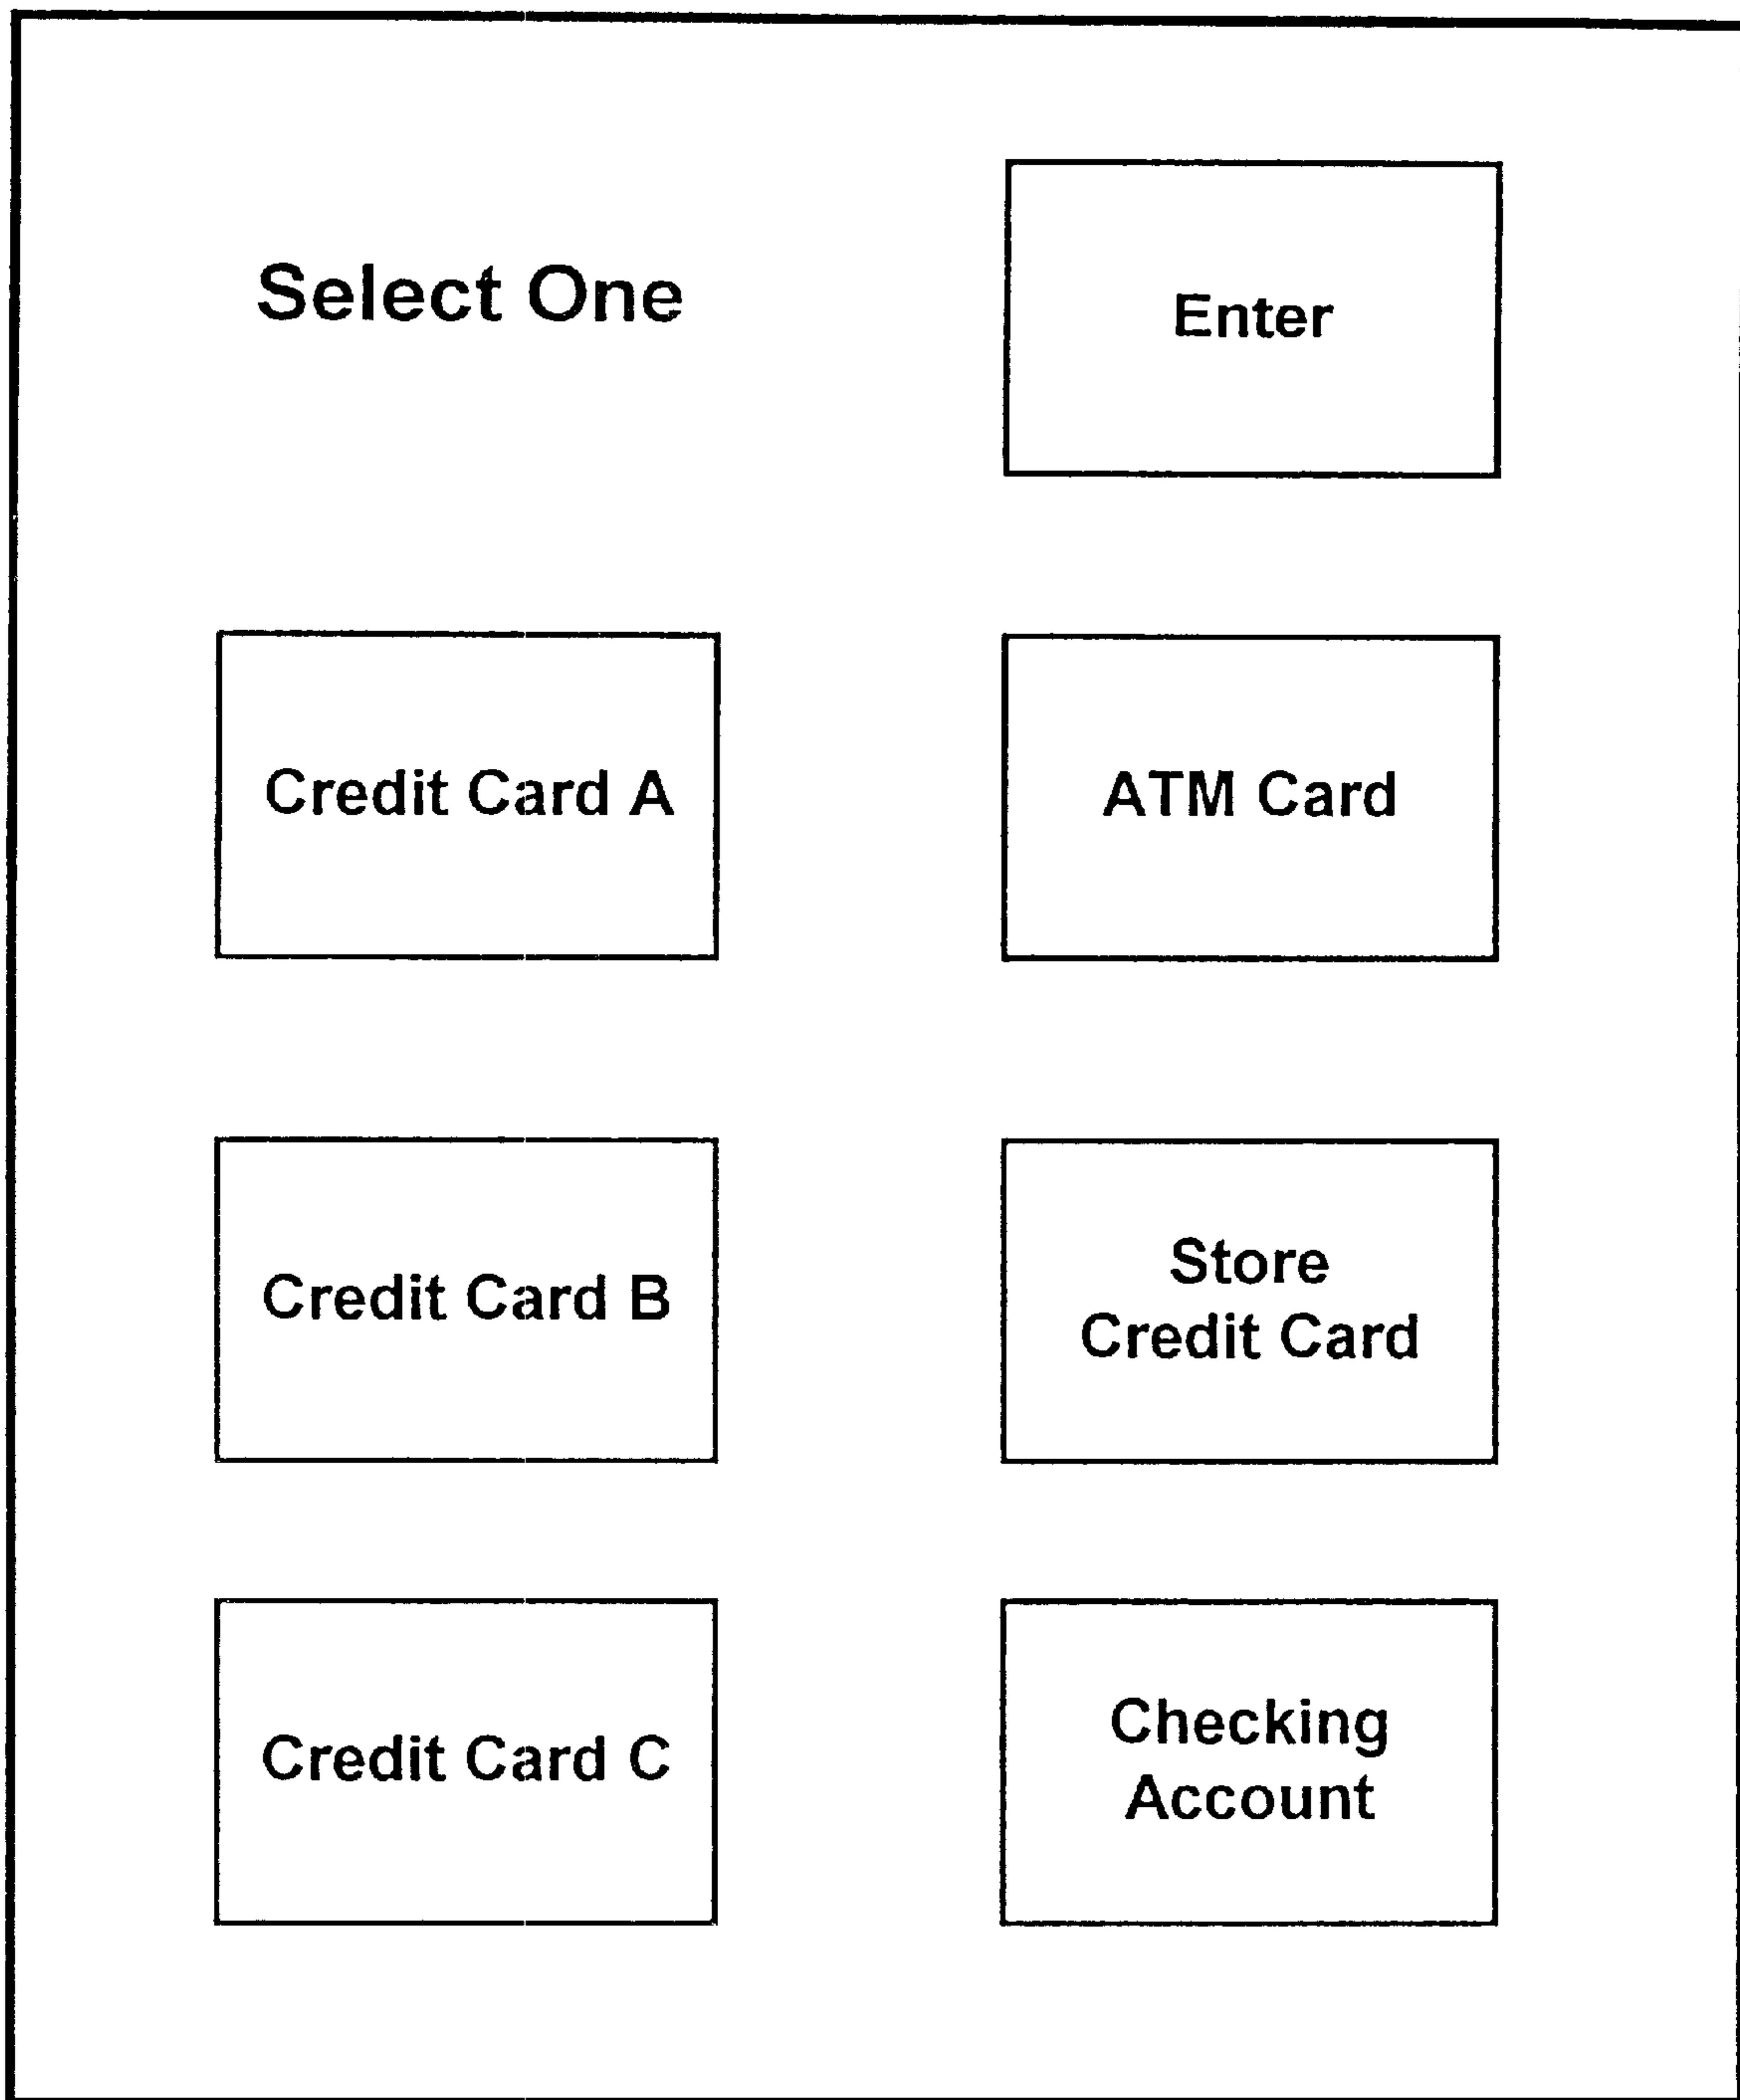 Select One
Enter
Credit Card A
ATM Card
Credit Card B
Store
Credit Card
Credit Card C
Checking
Account